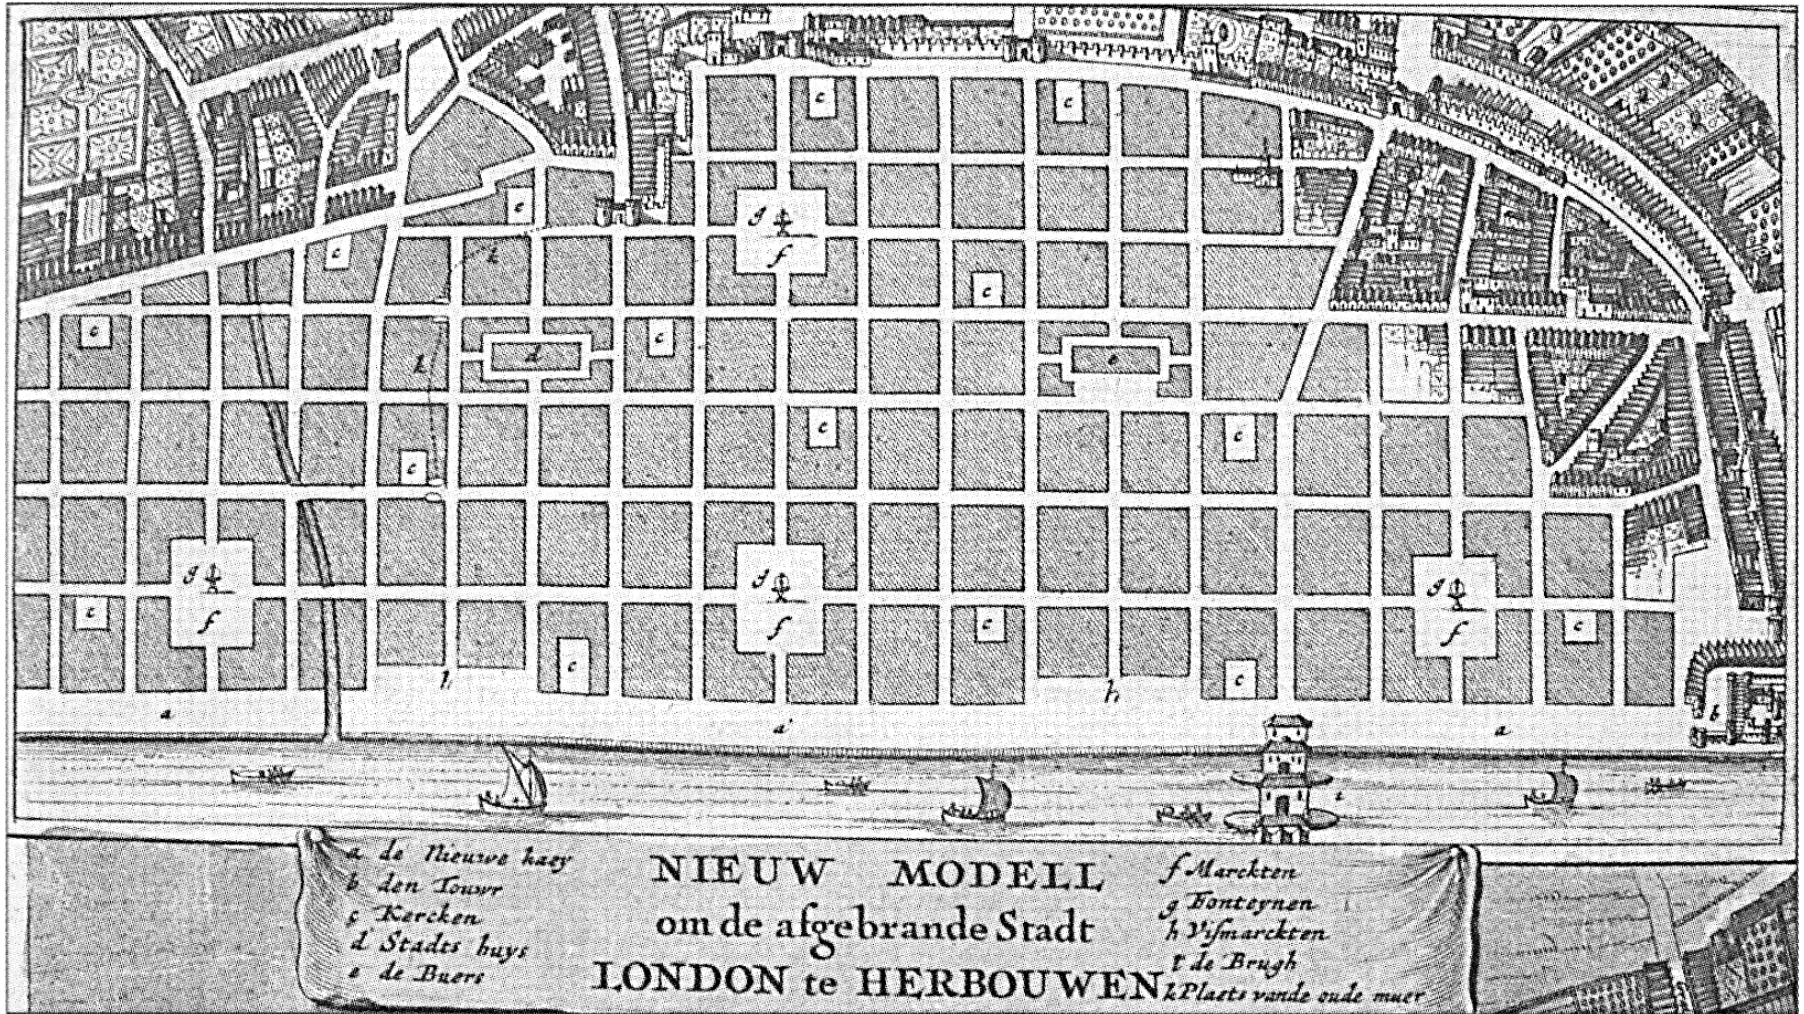 c c
c
g
f
c k
c
c c
d e
k
c c
c
g g g
c f f c f c
c h h c
a a a b
i
a de Nieuwe kaey
b den Touwr
c Kercken
d Stadts huys
e de Buers
NIEUW MODELL
om de afgebrande Stadt
LONDON te HERBOUWEN
f Marckten
g Fonteynen
h Vismarckten
i de Brugh
k Plaets vande oude muer